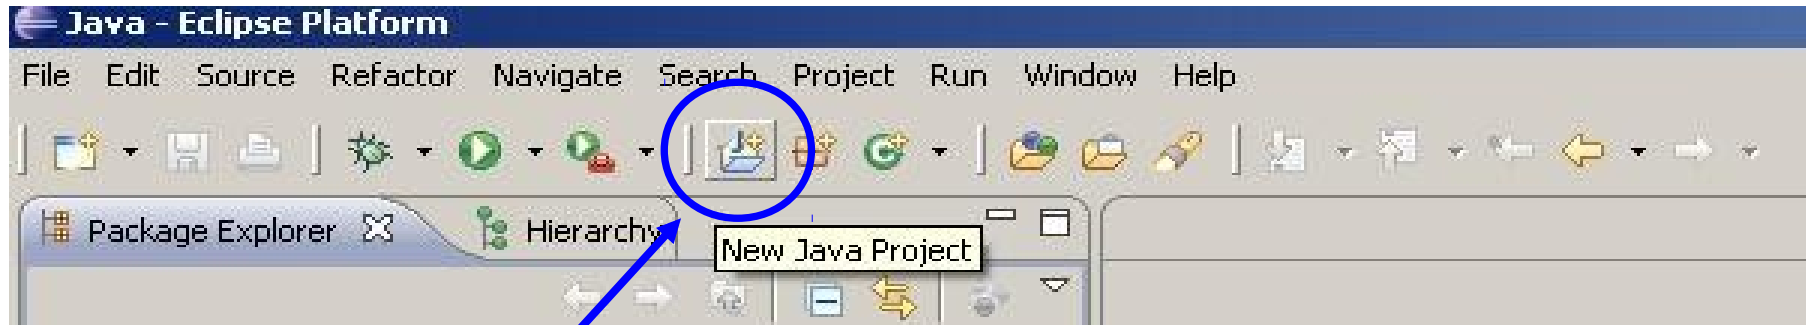 Java - Eclipse Platform
File Edit Source Refactor Navigate Search Project Run Window Help
Package Explorer Hierarchy
New Java Project